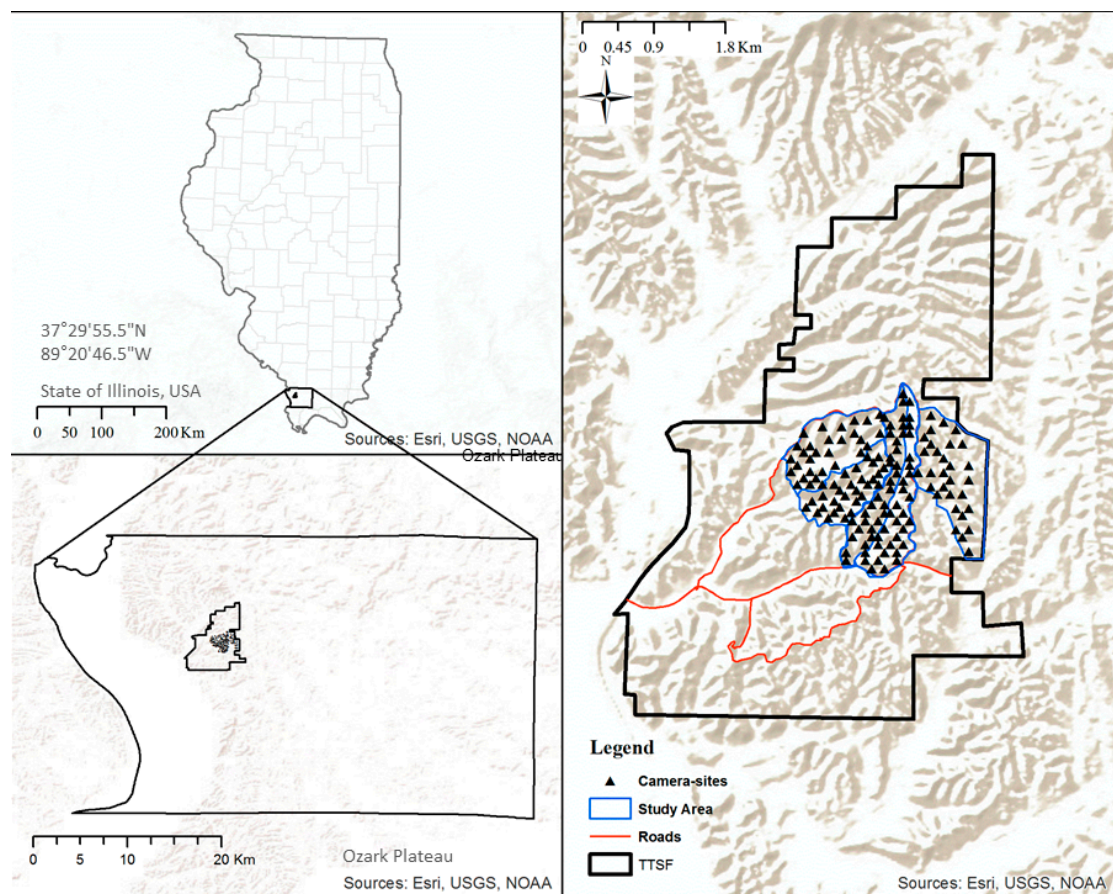 37°29'55.5"N
89°20'46.5"W
State of Illinois, USA
0 50 100 200 Km
Sources: Esri, USGS, NOAA
Ozark Plateau
0 5 10 20 Km
Ozark Plateau
Sources: Esri, USGS, NOAA
0 0.45 0.9 1.8 Km
N
Legend
Camera-sites
Study Area
Roads
TTSF
Sources: Esri, USGS, NOAA